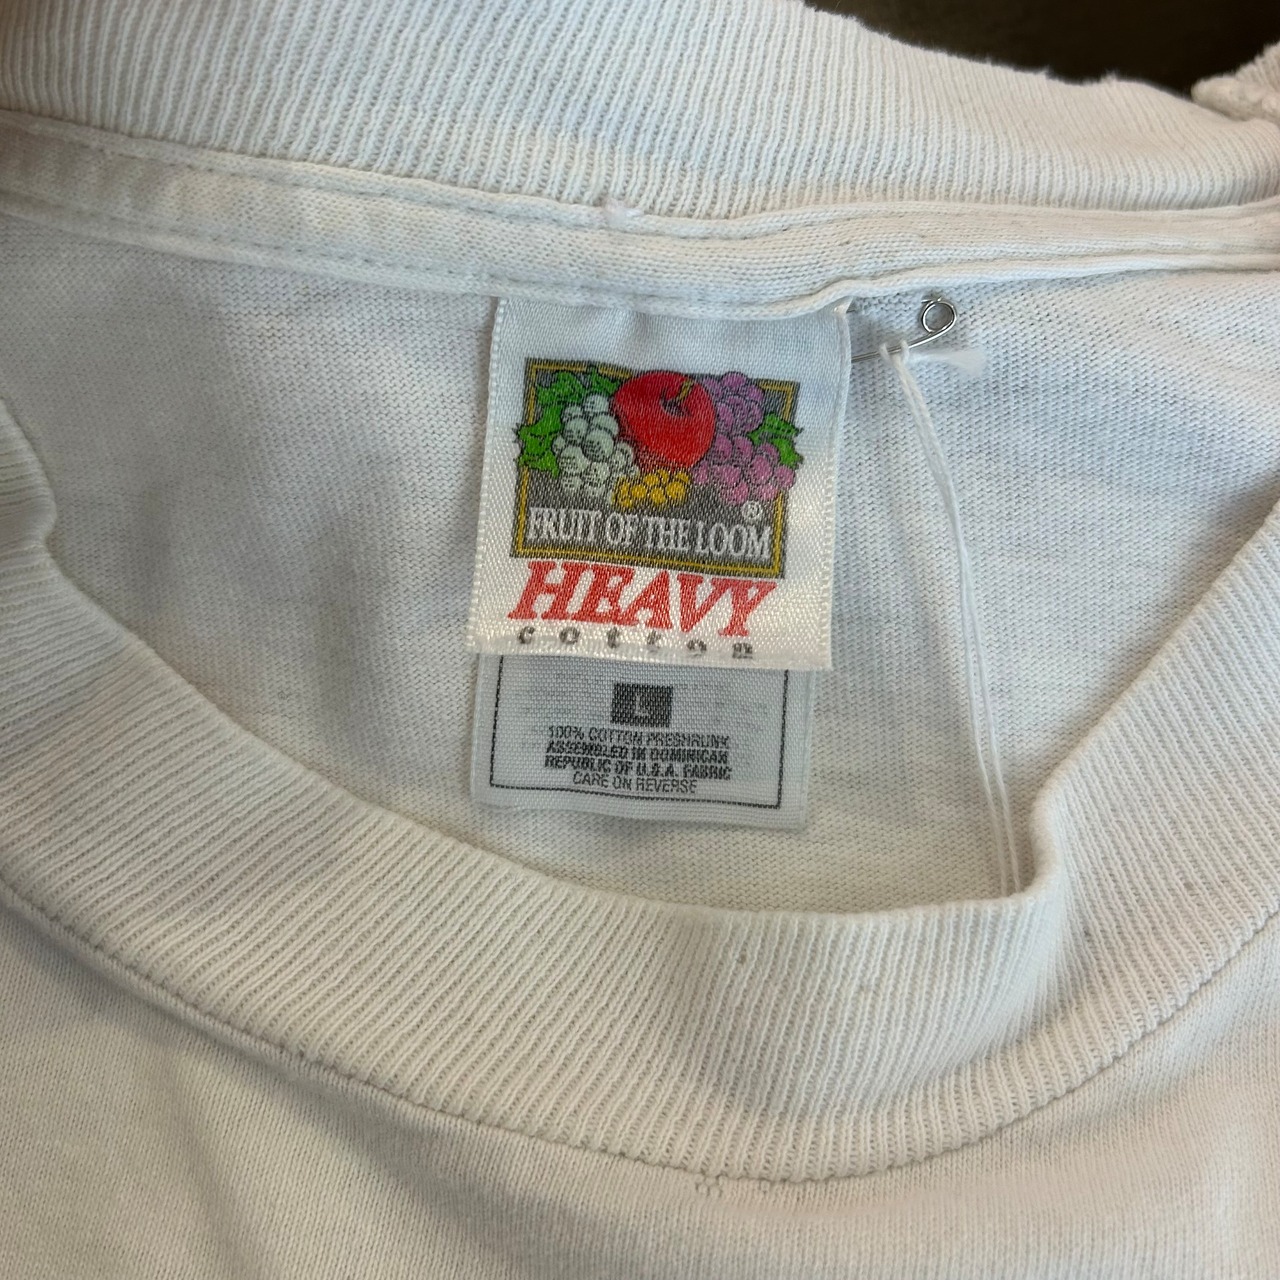 ®
FRUIT OF THE LOOM
HEAVY
cotton
L
100% COTTON PRESHRUNK
ASSEMBLED IN DOMINICAN
REPUBLIC OF U.S.A. FABRIC
CARE ON REVERSE